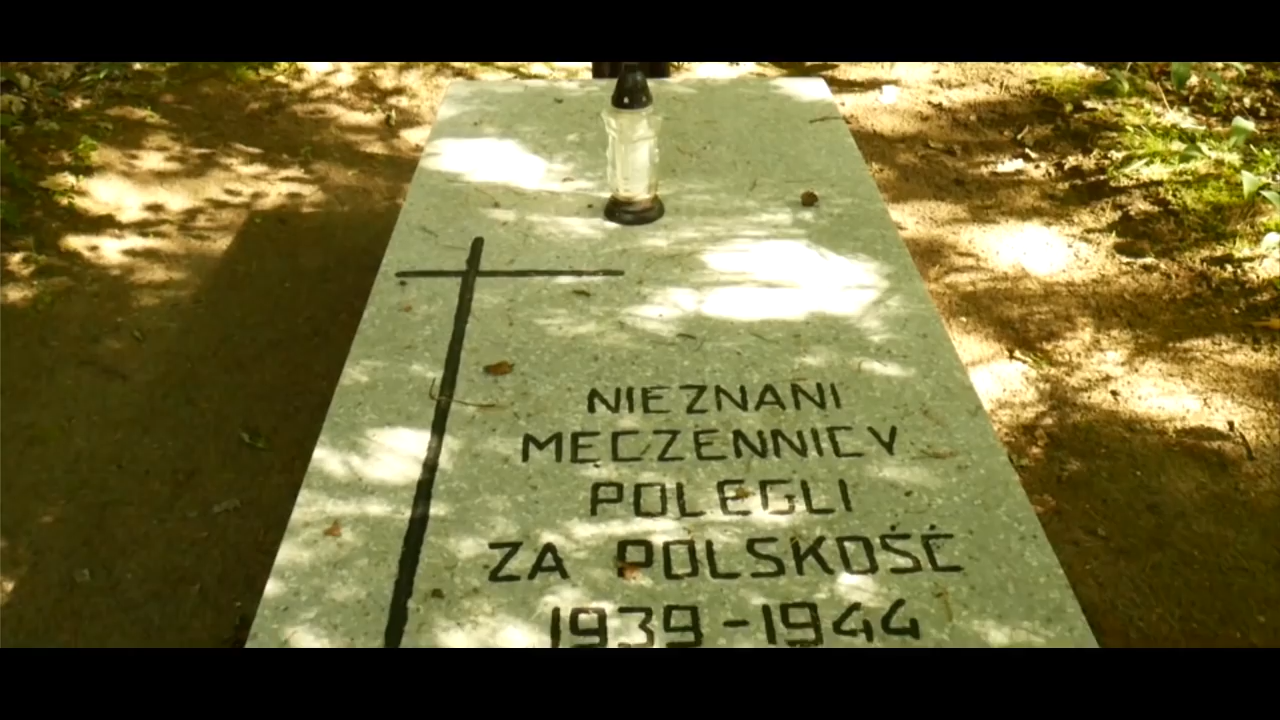 NIEZNANI
MECZENNICY
POLEGLI
ZA POLSKOŚĆ
1939-1944